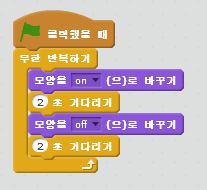 클릭했을 때
무한 반복하기
모양을 on (으)로 바꾸기
2 초 기다리기
모양을 off (으)로 바꾸기
2 초 기다리기